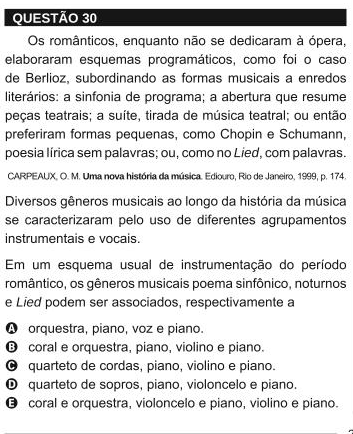 QUESTÃO 30
Os românticos, enquanto não se dedicaram à ópera,
elaboraram esquemas programáticos, como foi o caso
de Berlioz, subordinando as formas musicais a enredos
literários: a sinfonia de programa; a abertura que resume
peças teatrais; a suíte, tirada de música teatral; ou então
preferiram formas pequenas, como Chopin e Schumann,
poesia lírica sem palavras; ou, como no Lied, com palavras.
CARPEAUX, O. M. Uma nova história da música. Ediouro, Rio de Janeiro, 1999, p. 174.
Diversos gêneros musicais ao longo da história da música
se caracterizaram pelo uso de diferentes agrupamentos
instrumentais e vocais.
Em um esquema usual de instrumentação do período
romântico, os gêneros musicais poema sinfônico, noturnos
e Lied podem ser associados, respectivamente a
A orquestra, piano, voz e piano.
B coral e orquestra, piano, violino e piano.
C quarteto de cordas, piano, violino e piano.
D quarteto de sopros, piano, violoncelo e piano.
E coral e orquestra, violoncelo e piano, violino e piano.